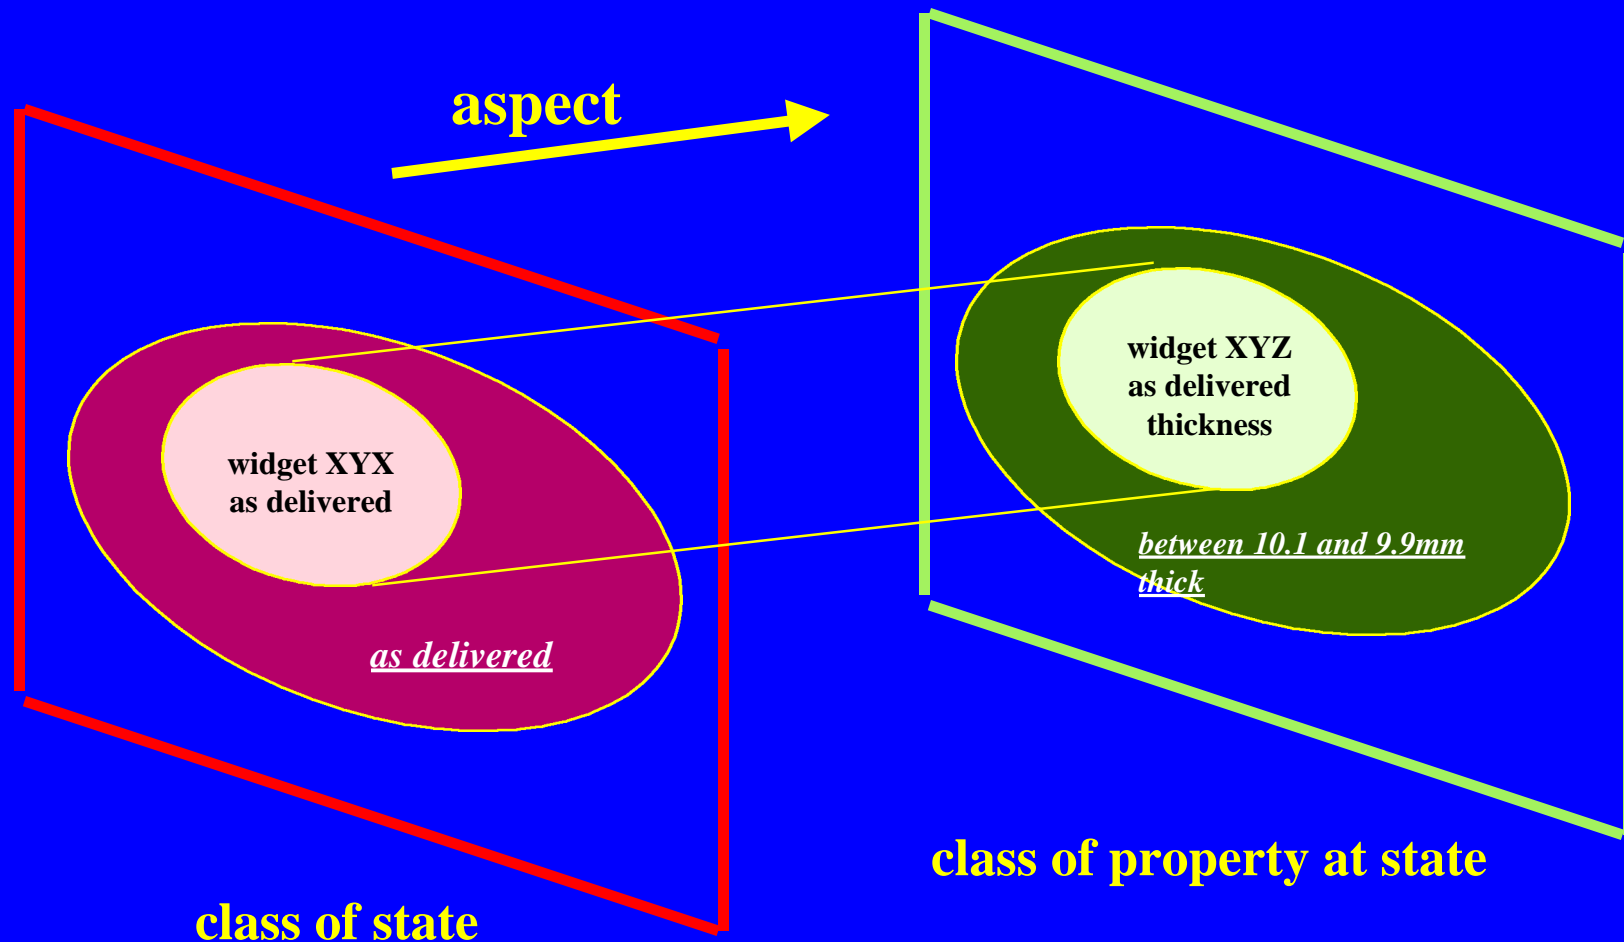 aspect
widget XYX
as delivered
as delivered
class of state
widget XYZ
as delivered
thickness
between 10.1 and 9.9mm
thick
class of property at state